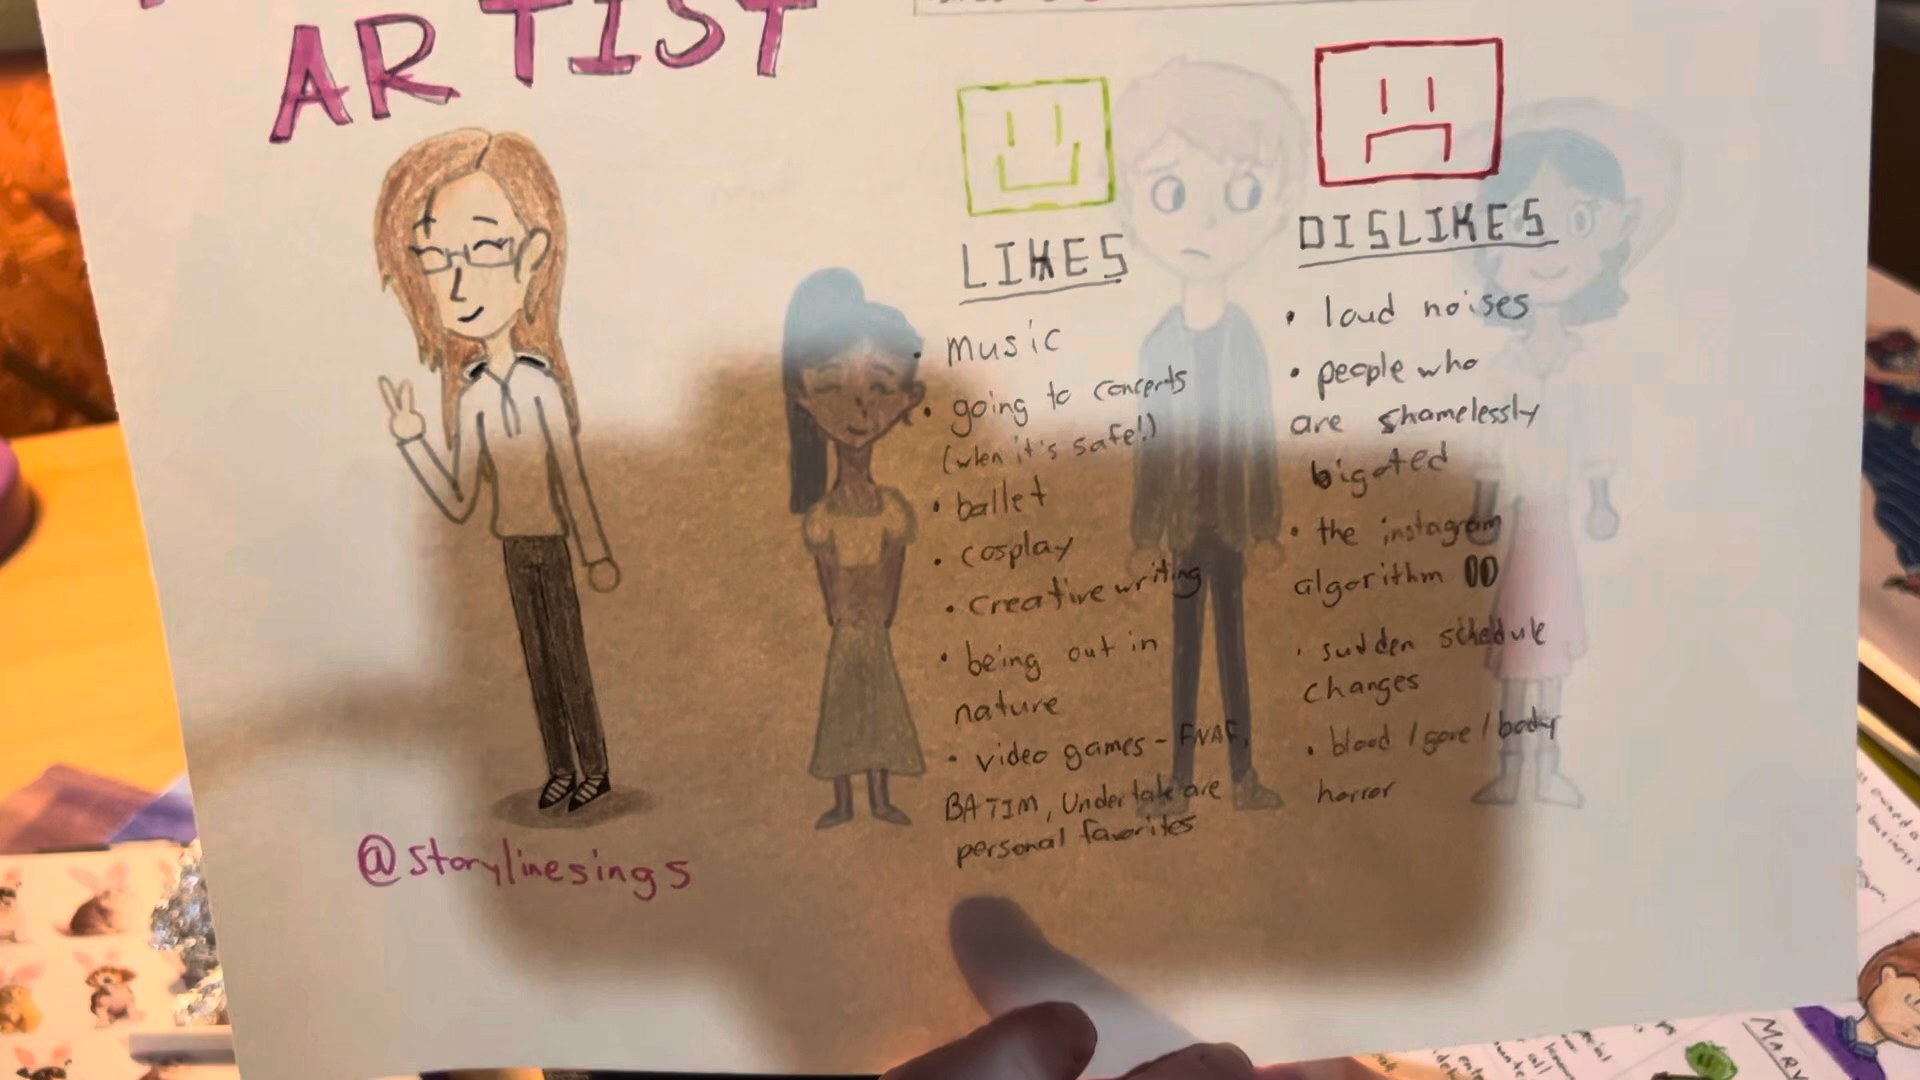 ARTIST
LIKES
• music
• going to concerts
(when it's safe!)
• ballet
• cosplay
• creative writing
• being out in
nature
• video games - FNAF,
BATIM, Undertale are
personal favorites
DISLIKES
• loud noises
• people who
are shamelessly
bigoted
• the instagram
algorithm
• sudden schedule
changes
• blood / gore / body
horror
@storylinesings
MARV